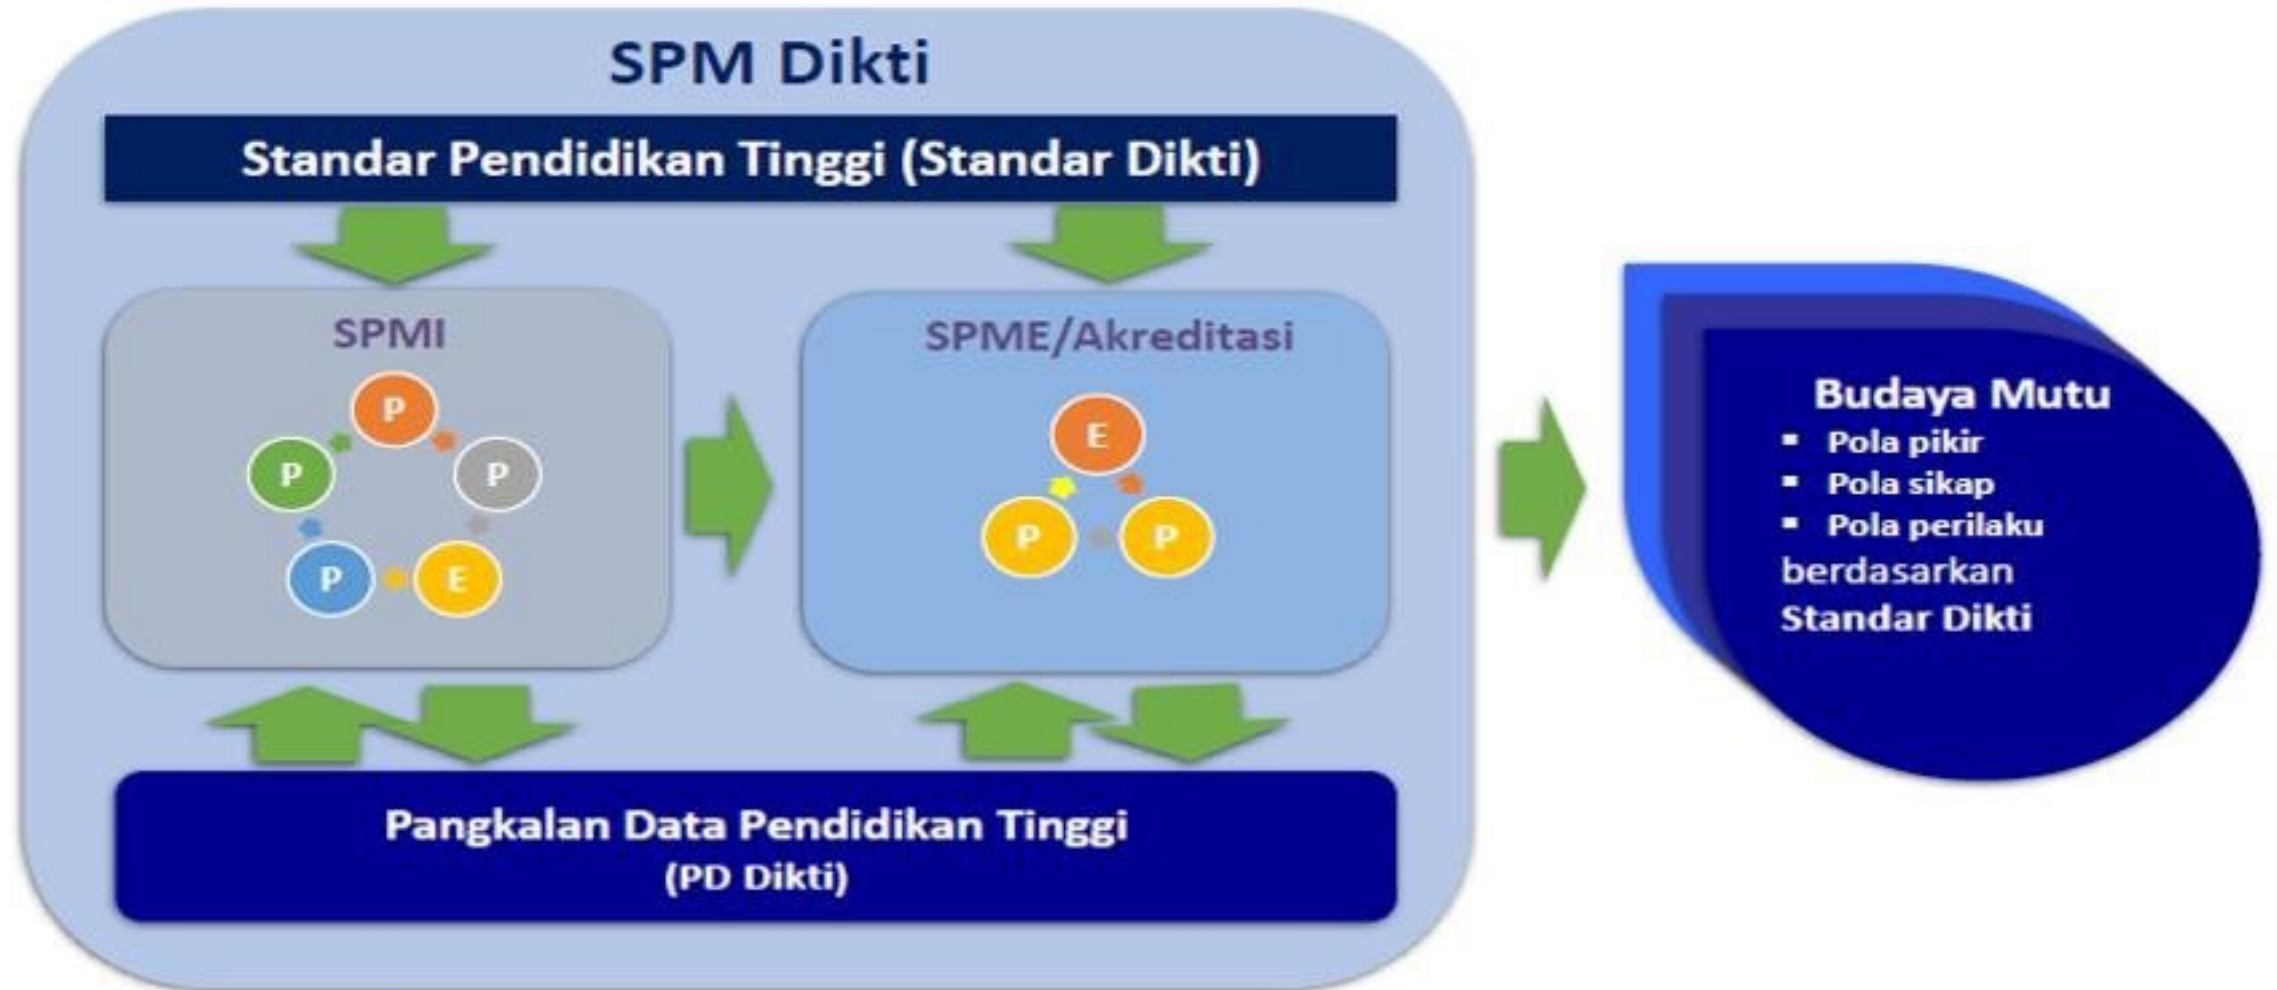 SPM Dikti
Standar Pendidikan Tinggi (Standar Dikti)
SPMI
P
P
P
P
E
SPME/Akreditasi
E
P
P
Pangkalan Data Pendidikan Tinggi
(PD Dikti)
Budaya Mutu
▪ Pola pikir
▪ Pola sikap
▪ Pola perilaku
berdasarkan
Standar Dikti